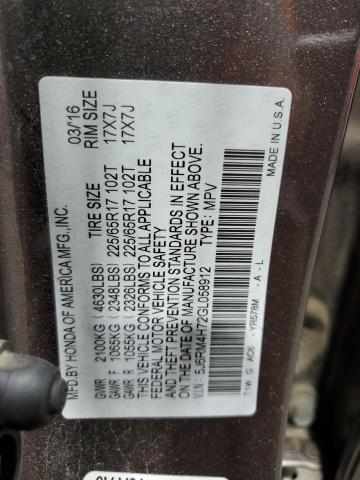 MFD.BY HONDA OF AMERICA MFG.,INC. 03/16
TIRE SIZE RIM SIZE
GVWR 2100KG (4630LBS)
GAWR F 1065KG (2348LBS) 225/65R17 102T 17X7J
GAWR R 1055KG (2326LBS) 225/65R17 102T 17X7J
THIS VEHICLE CONFORMS TO ALL APPLICABLE
FEDERAL MOTOR VEHICLE SAFETY
AND THEFT PREVENTION STANDARDS IN EFFECT
ON THE DATE OF MANUFACTURE SHOWN ABOVE.
5J6RM4H72GL058912 TYPE: MPV
T1W G AC6 YR578M - A - L
MADE IN U.S.A.